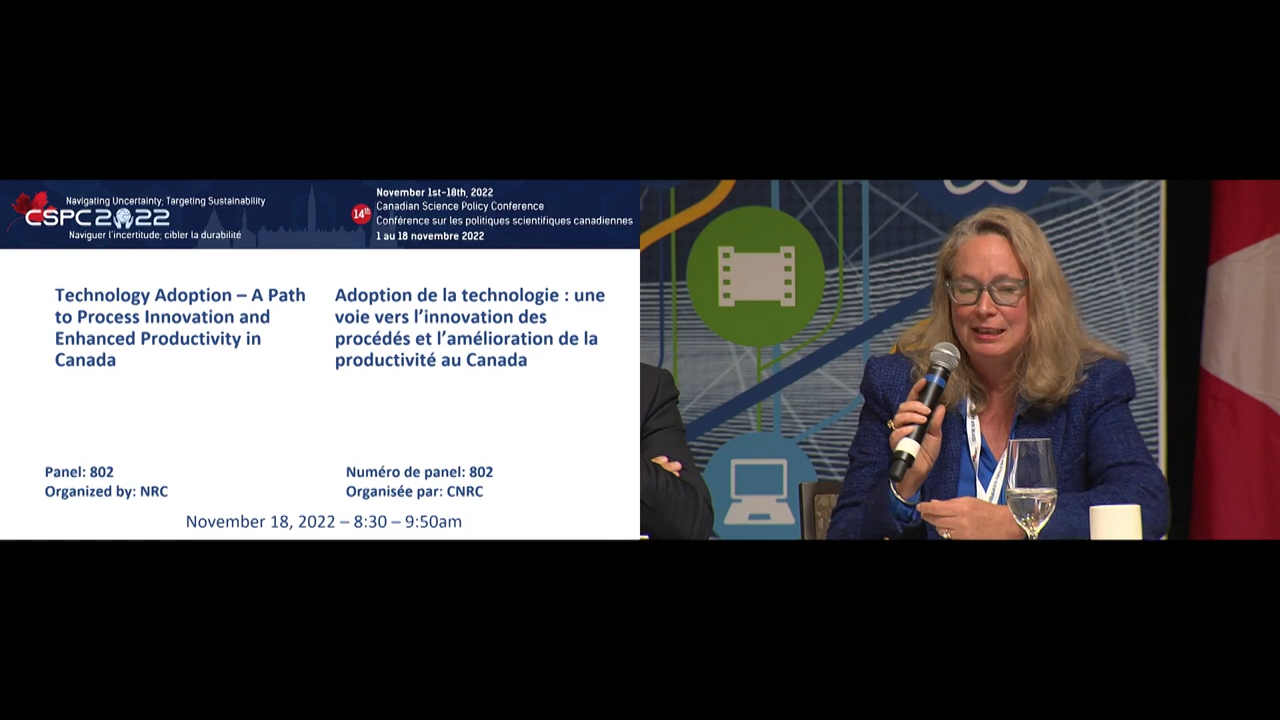 Navigating Uncertainty; Targeting Sustainability
CSPC2022
Naviguer l'incertitude; cibler la durabilité
14th
November 1st-18th, 2022
Canadian Science Policy Conference
Conférence sur les politiques scientifiques canadiennes
1 au 18 novembre 2022
Technology Adoption – A Path
to Process Innovation and
Enhanced Productivity in
Canada
Adoption de la technologie : une
voie vers l'innovation des
procédés et l'amélioration de la
productivité au Canada
Panel: 802
Organized by: NRC
Numéro de panel: 802
Organisée par: CNRC
November 18, 2022 – 8:30 – 9:50am